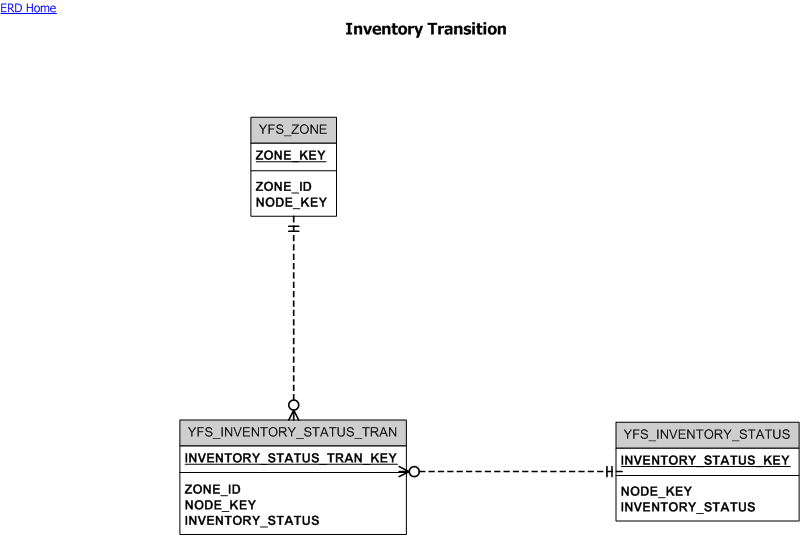 ERD Home
Inventory Transition
YFS_ZONE
ZONE_KEY
ZONE_ID
NODE_KEY
YFS_INVENTORY_STATUS_TRAN
INVENTORY_STATUS_TRAN_KEY
ZONE_ID
NODE_KEY
INVENTORY_STATUS
YFS_INVENTORY_STATUS
INVENTORY_STATUS_KEY
NODE_KEY
INVENTORY_STATUS